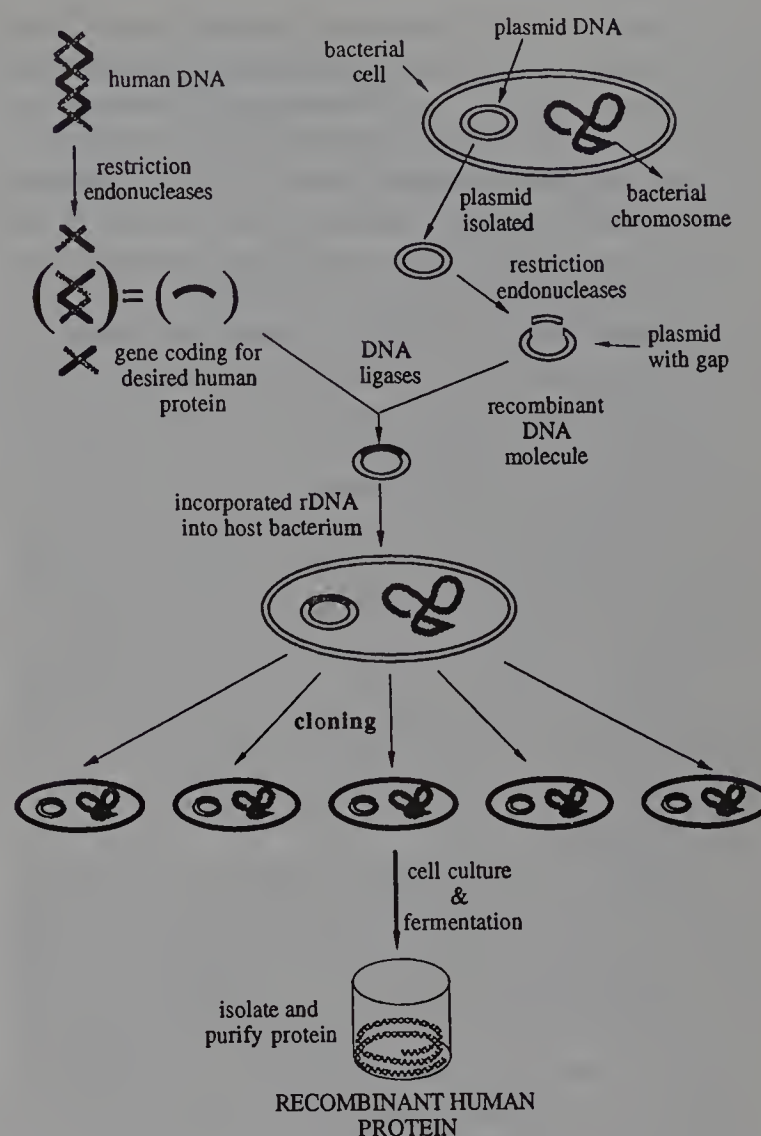 plasmid DNA
bacterial
cell
human DNA
restriction
endonucleases
plasmid
isolated
bacterial
chromosome
restriction
endonucleases
gene coding for
desired human
protein
DNA
ligases
plasmid
with gap
recombinant
DNA
molecule
incorporated rDNA
into host bacterium
cloning
cell culture
&
fermentation
isolate and
purify protein
RECOMBINANT HUMAN
PROTEIN